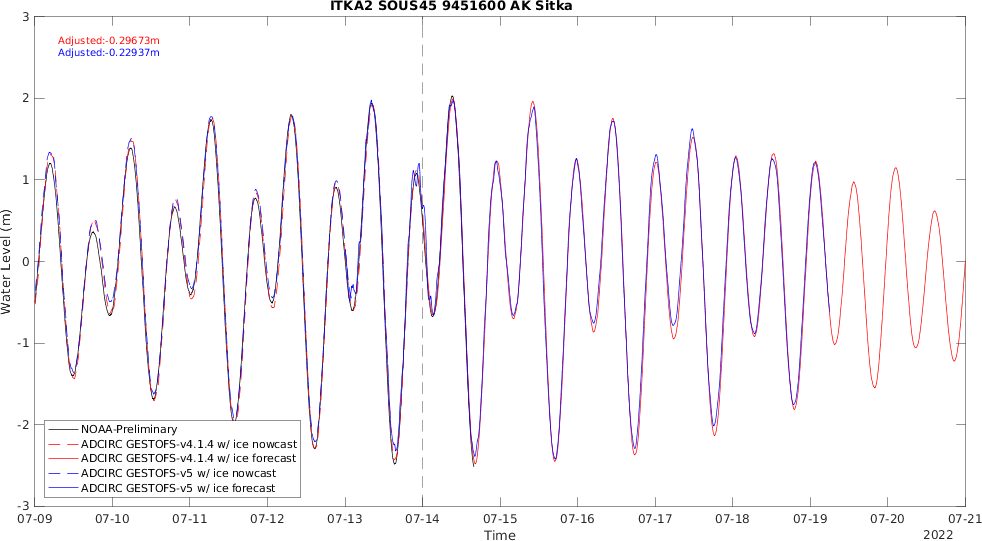 ITKA2 SOUS45 9451600 AK Sitka
Adjusted:-0.29673m
Adjusted:-0.22937m
3
2
1
0
-1
-2
-3
Water Level (m)
NOAA-Preliminary
ADCIRC GESTOFS-v4.1.4 w/ ice nowcast
ADCIRC GESTOFS-v4.1.4 w/ ice forecast
ADCIRC GESTOFS-v5 w/ ice nowcast
ADCIRC GESTOFS-v5 w/ ice forecast
07-09 07-10 07-11 07-12 07-13 07-14 07-15 07-16 07-17 07-18 07-19 07-20 07-21
Time
2022